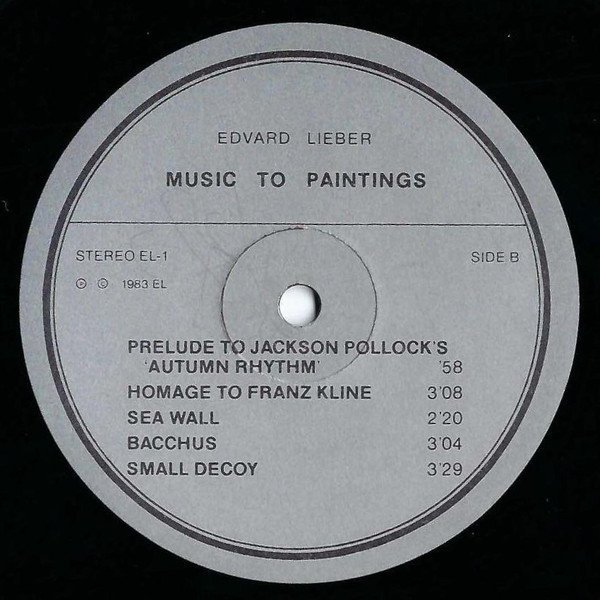 EDVARD LIEBER
MUSIC TO PAINTINGS
STEREO EL-1 SIDE B
℗ © 1983 EL
PRELUDE TO JACKSON POLLOCK'S
'AUTUMN RHYTHM' '58
HOMAGE TO FRANZ KLINE 3'08
SEA WALL 2'20
BACCHUS 3'04
SMALL DECOY 3'29